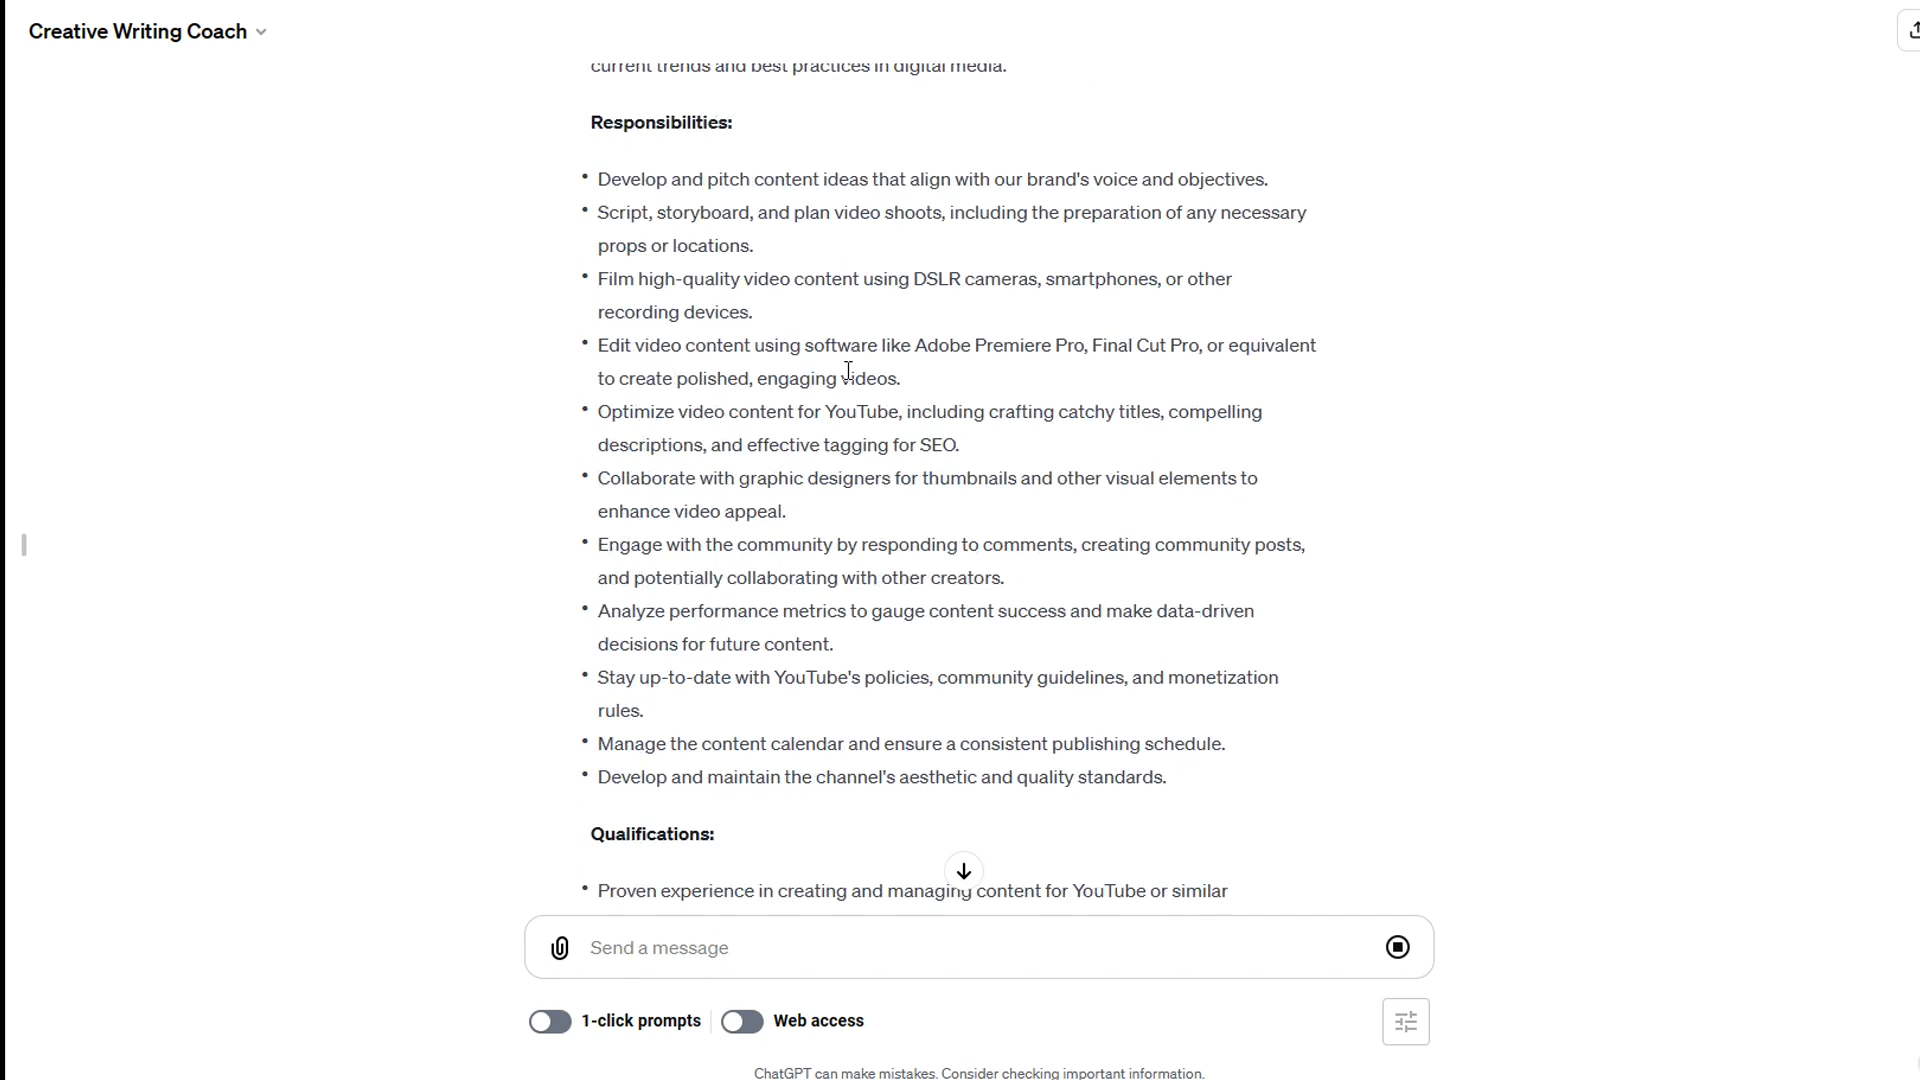 Creative Writing Coach
current trends and best practices in digital media.
Responsibilities:
• Develop and pitch content ideas that align with our brand's voice and objectives.
• Script, storyboard, and plan video shoots, including the preparation of any necessary
props or locations.
• Film high-quality video content using DSLR cameras, smartphones, or other
recording devices.
• Edit video content using software like Adobe Premiere Pro, Final Cut Pro, or equivalent
to create polished, engaging videos.
• Optimize video content for YouTube, including crafting catchy titles, compelling
descriptions, and effective tagging for SEO.
• Collaborate with graphic designers for thumbnails and other visual elements to
enhance video appeal.
• Engage with the community by responding to comments, creating community posts,
and potentially collaborating with other creators.
• Analyze performance metrics to gauge content success and make data-driven
decisions for future content.
• Stay up-to-date with YouTube's policies, community guidelines, and monetization
rules.
• Manage the content calendar and ensure a consistent publishing schedule.
• Develop and maintain the channel's aesthetic and quality standards.
Qualifications:
• Proven experience in creating and managing content for YouTube or similar
Send a message
1-click prompts
Web access
ChatGPT can make mistakes. Consider checking important information.